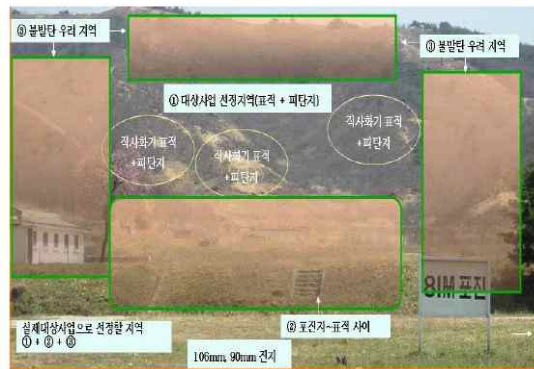 ③ 불발탄 우려 지역
③ 불발탄 우려 지역
① 대상사업 선정지역(표적 + 피탄지)
직사화기 표적
+피탄지
직사화기 표적
+피탄지
직사화기 표적
+피탄지
81M 포진
실제대상사업으로 선정할 지역
① + ② + ③
② 포진지~표적 사이
106mm, 90mm 진지